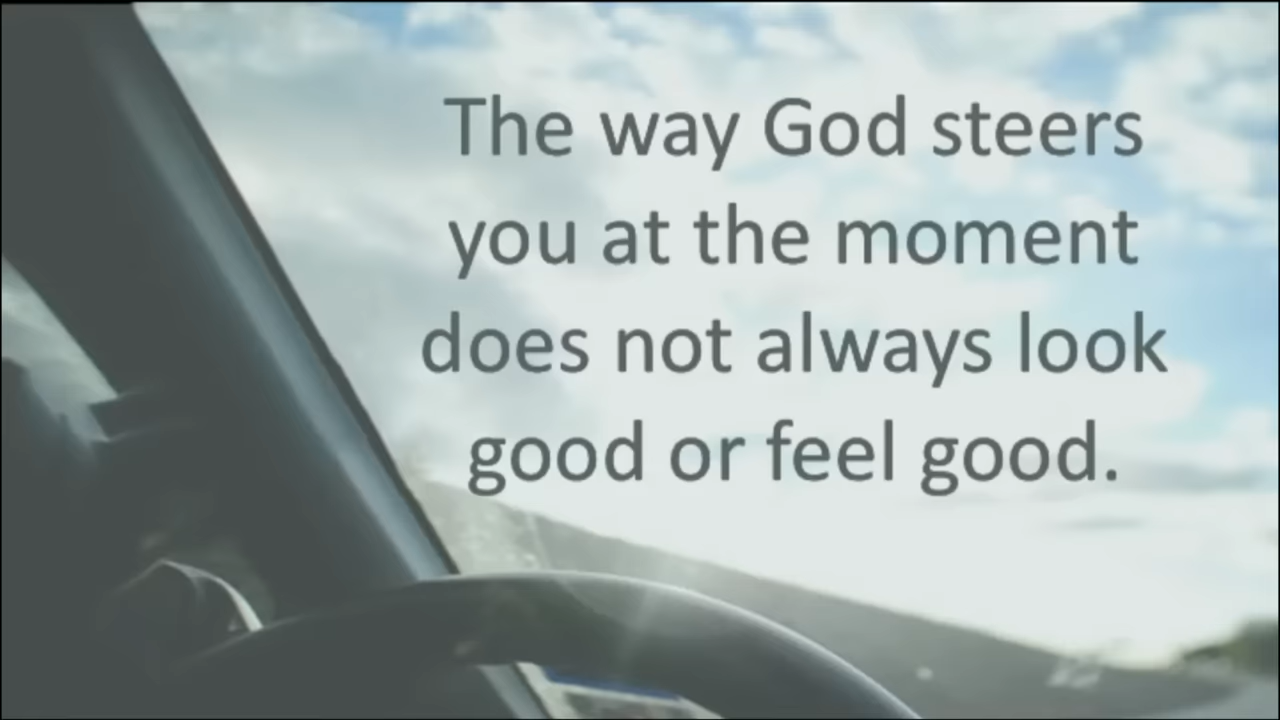 The way God steers
you at the moment
does not always look
good or feel good.